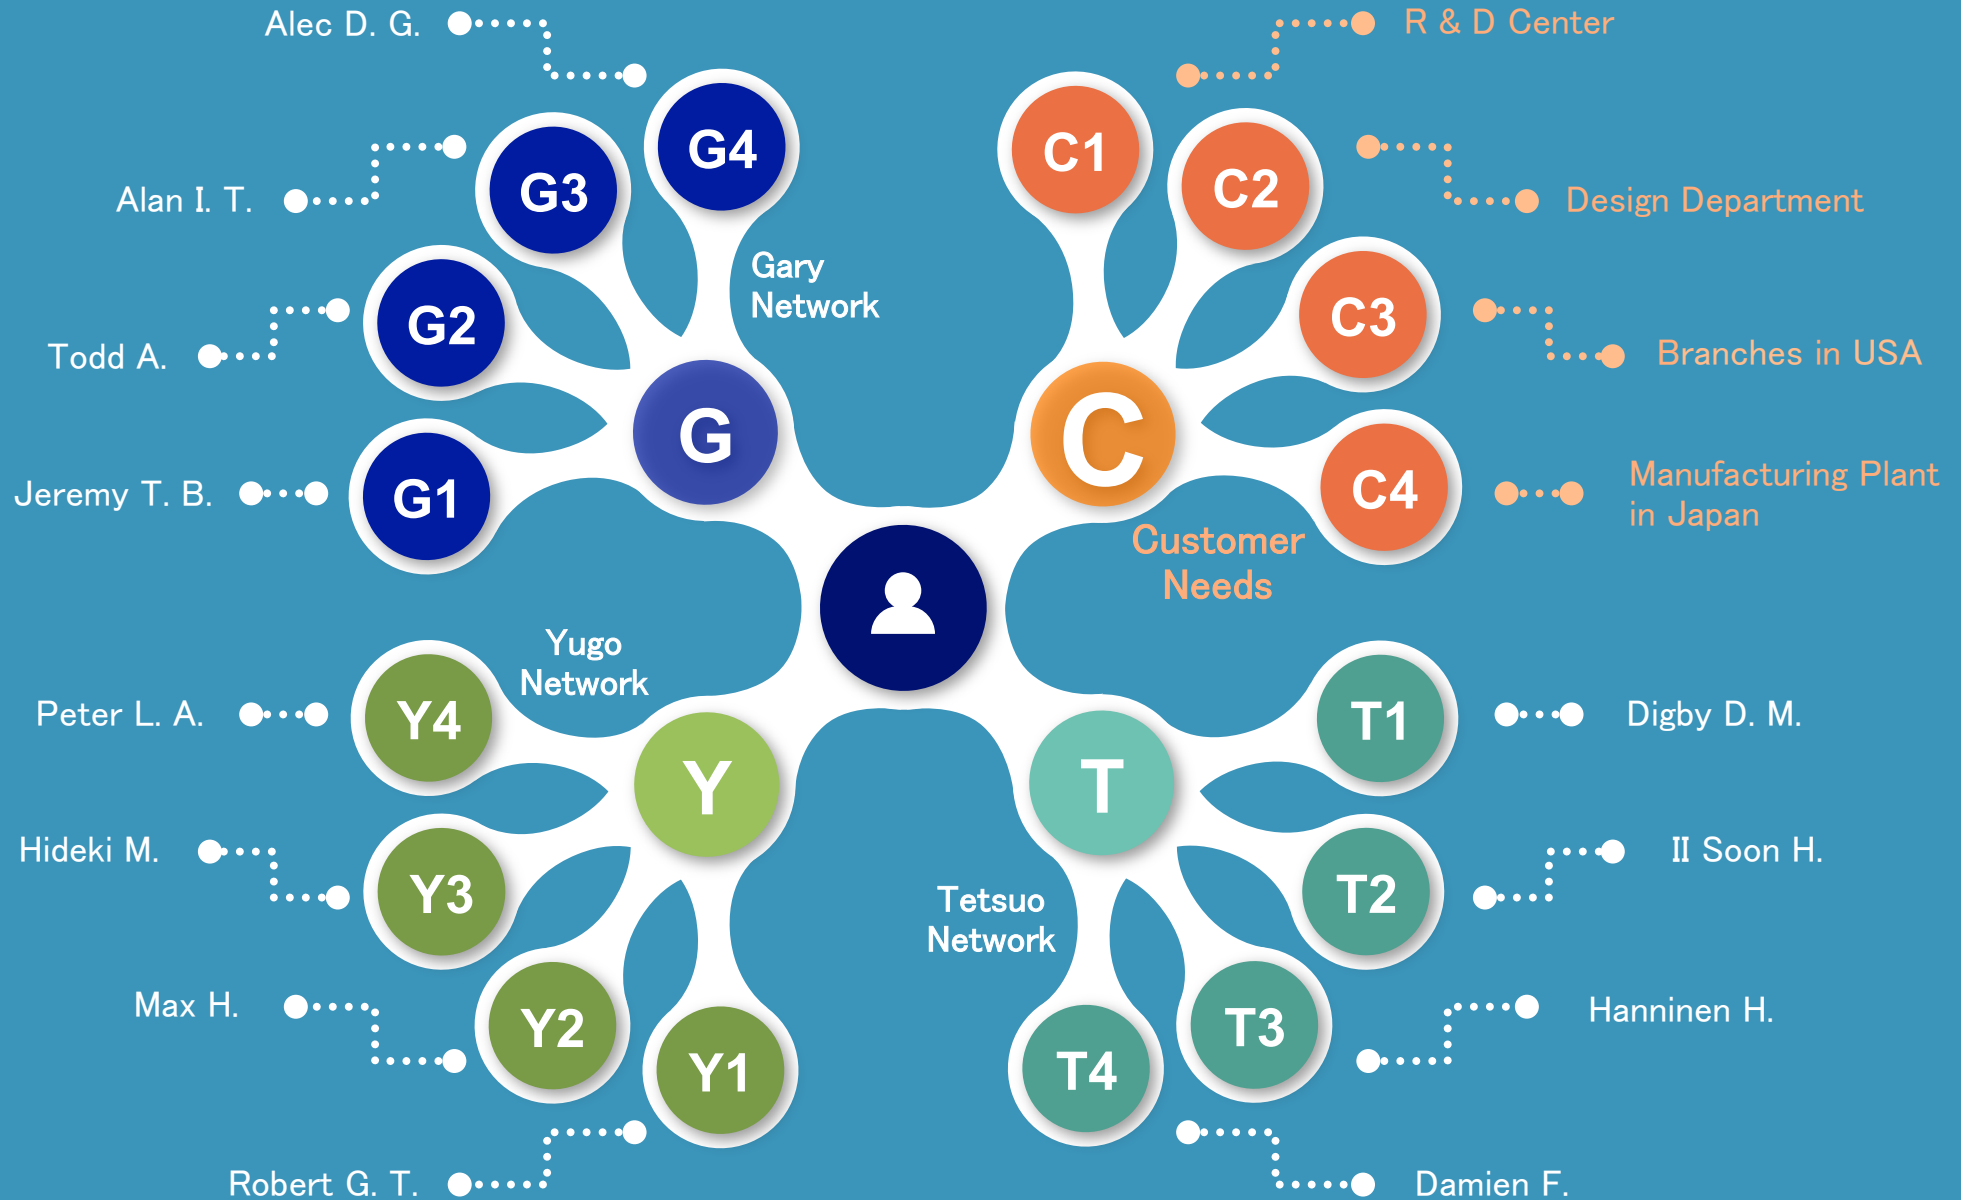 Alec D. G.
R & D Center
G4
C1
G3
C2
Alan I. T.
Design Department
Gary
Network
G2
C3
Todd A.
Branches in USA
G
C
Jeremy T. B.
G1
C4
Manufacturing Plant
in Japan
Customer
Needs
Yugo
Network
Peter L. A.
Y4
T1
Digby D. M.
Y
T
Hideki M.
Y3
T2
II Soon H.
Tetsuo
Network
Max H.
Y2
T3
Hanninen H.
Y1
T4
Robert G. T.
Damien F.